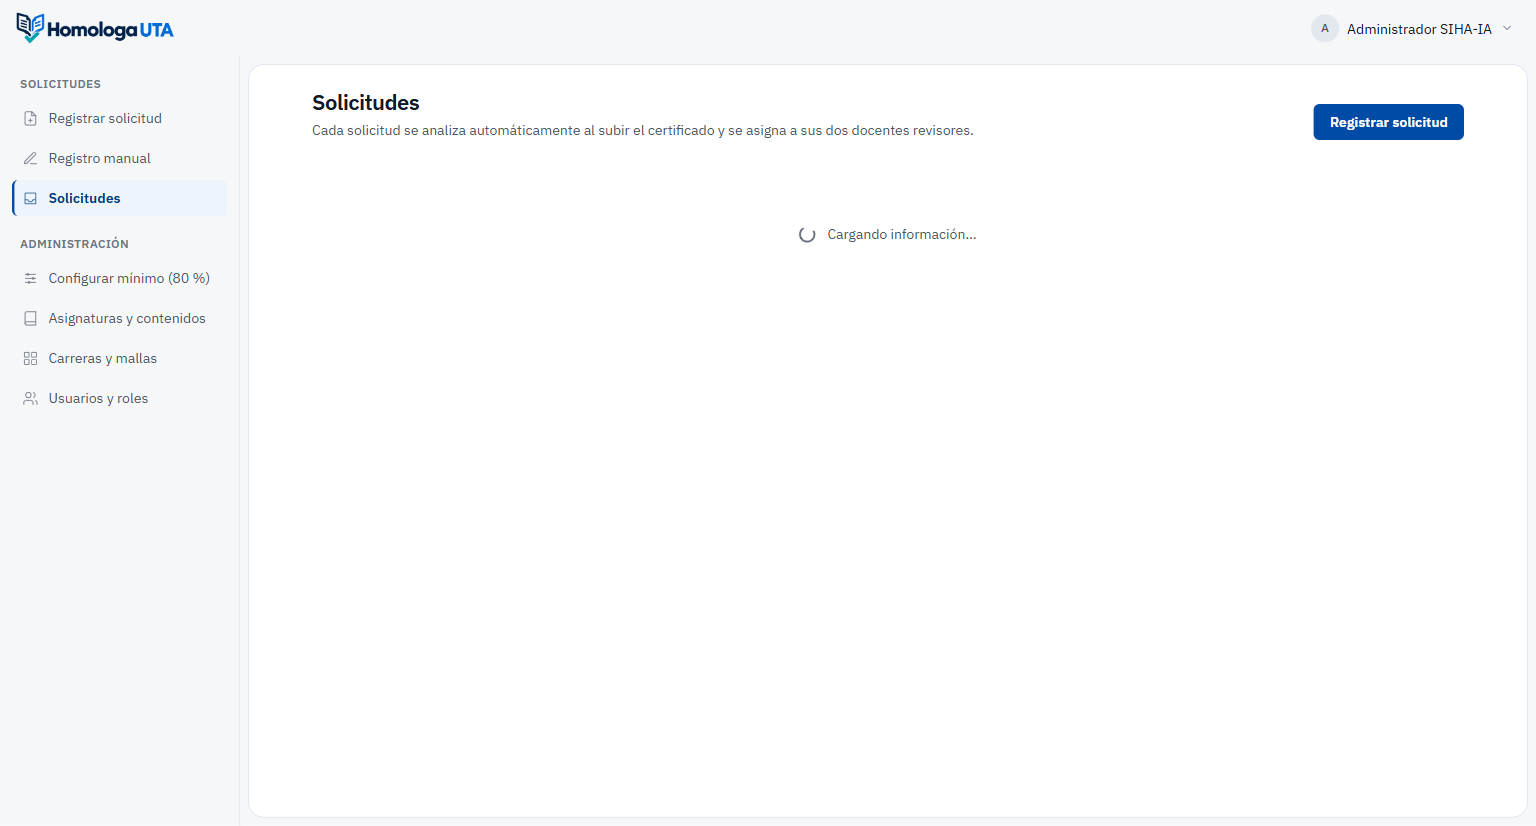 Homologa UTA
A
Administrador SIHA-IA
SOLICITUDES
Registrar solicitud
Registro manual
Solicitudes
ADMINISTRACIÓN
Configurar mínimo (80 %)
Asignaturas y contenidos
Carreras y mallas
Usuarios y roles
Solicitudes
Cada solicitud se analiza automáticamente al subir el certificado y se asigna a sus dos docentes revisores.
Registrar solicitud
Cargando información...